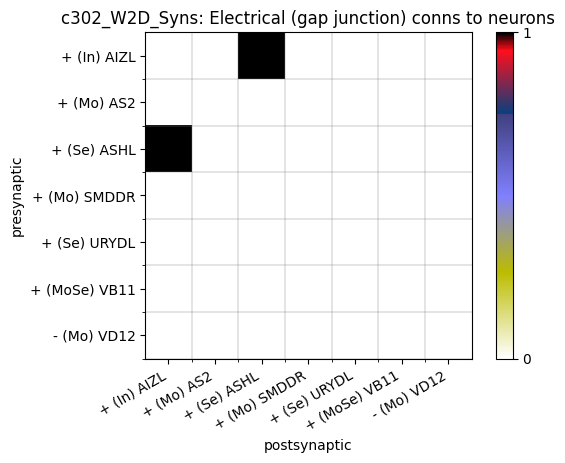 c302_W2D_Syns: Electrical (gap junction) conns to neurons
presynaptic
+ (In) AIZL
+ (Mo) AS2
+ (Se) ASHL
+ (Mo) SMDDR
+ (Se) URYDL
+ (MoSe) VB11
- (Mo) VD12
+ (In) AIZL
+ (Mo) AS2
+ (Se) ASHL
+ (Mo) SMDDR
+ (Se) URYDL
+ (MoSe) VB11
- (Mo) VD12
postsynaptic
1
0